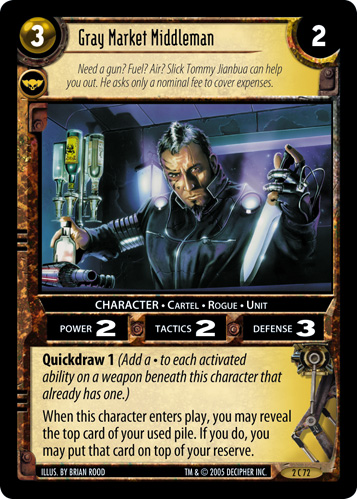 3 Gray Market Middleman 2
Need a gun? Fuel? Air? Slick Tommy Jianbua can help
you out. He asks only a nominal fee to cover expenses.
CHARACTER • CARTEL • ROGUE • UNIT
POWER 2 TACTICS 2 DEFENSE 3
Quickdraw 1 (Add a • to each activated
ability on a weapon beneath this character that
already has one.)
When this character enters play, you may reveal
the top card of your used pile. If you do, you
may put that card on top of your reserve.
ILLUS. BY BRIAN ROOD TM & © 2005 DECIPHER INC. 2 C 72